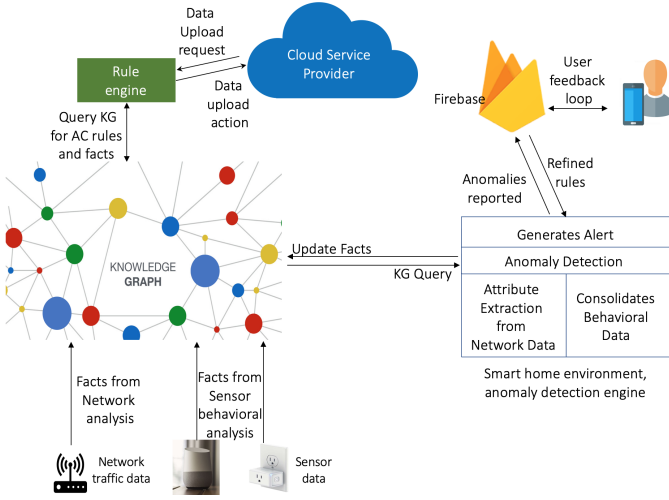 Data
Upload
request
Cloud Service
Provider
Rule
engine
Data
upload
action
Firebase
User
feedback
loop
Query KG
for AC rules
and facts
Anomalies
reported
Refined
rules
KNOWLEDGE
GRAPH
Update Facts
KG Query
Generates Alert
Anomaly Detection
Attribute
Extraction
from
Network Data
Consolidates
Behavioral
Data
Smart home environment,
anomaly detection engine
Facts from
Network
analysis
Facts from
Sensor
behavioral
analysis
Network
traffic data
Sensor
data